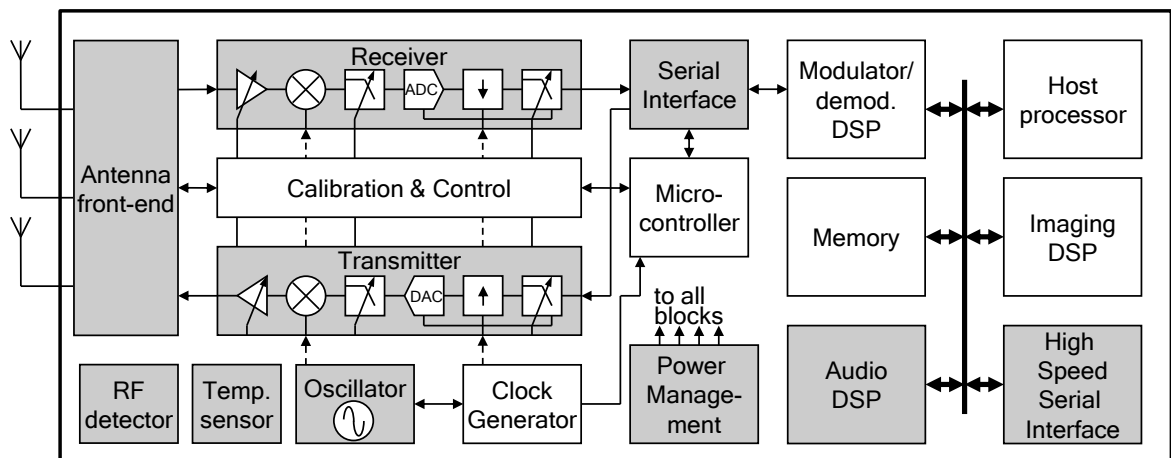 Receiver
ADC
Serial
Interface
Modulator/
demod.
DSP
Host
processor
Antenna
front-end
Calibration & Control
Micro-
controller
Memory
Imaging
DSP
Transmitter
DAC
to all
blocks
RF
detector
Temp.
sensor
Oscillator
Clock
Generator
Power
Manage-
ment
Audio
DSP
High
Speed
Serial
Interface